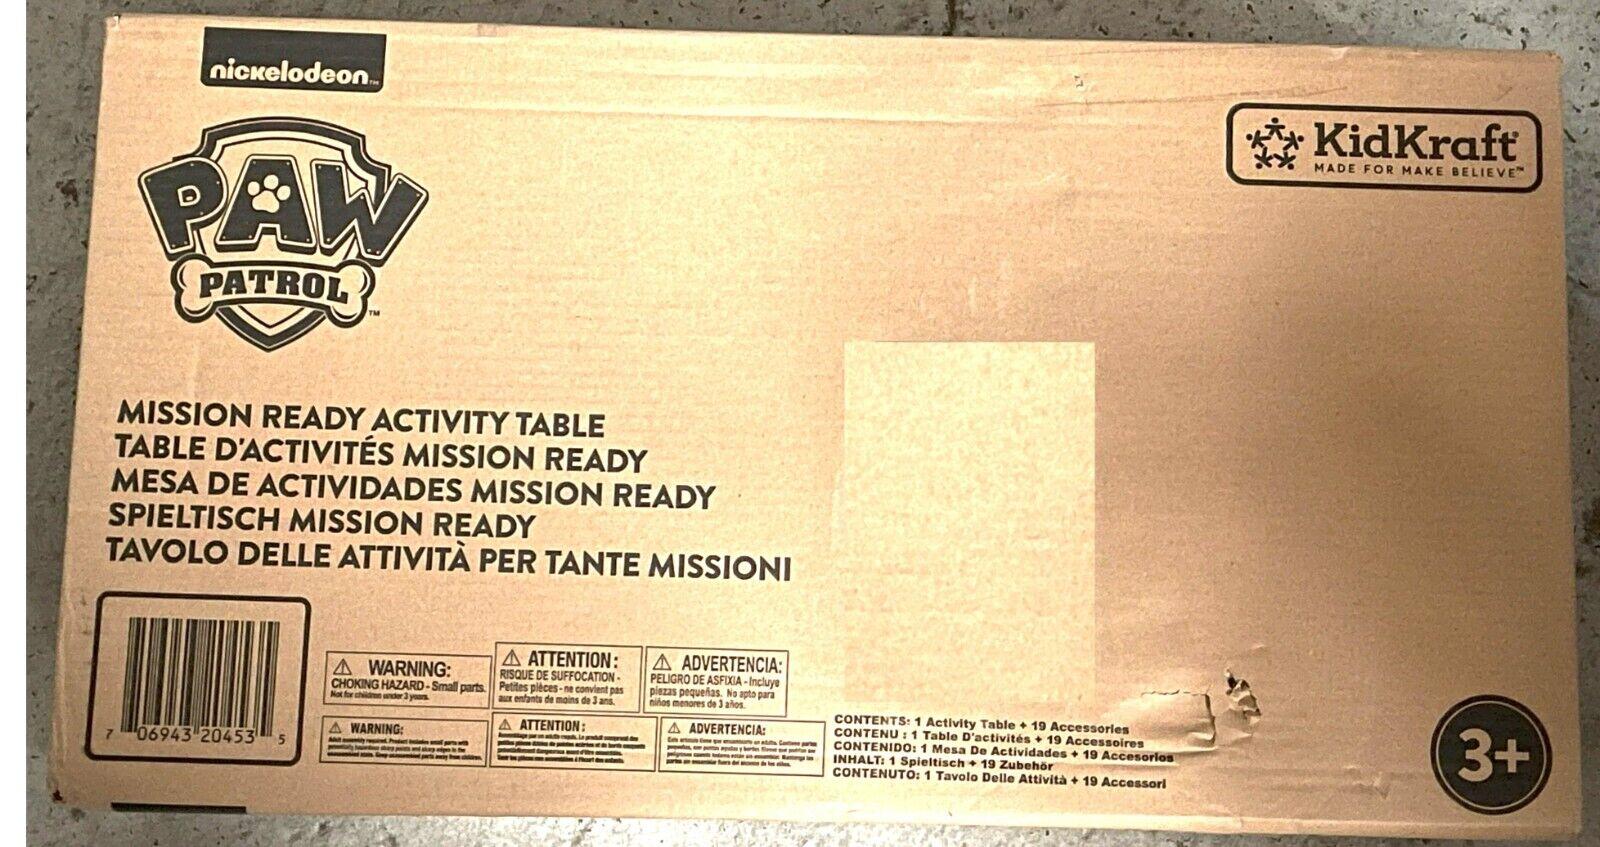 nickelodeon™
KidKraft®
MADE FOR MAKE BELIEVE™
PAW
PATROL™
MISSION READY ACTIVITY TABLE
TABLE D'ACTIVITÉS MISSION READY
MESA DE ACTIVIDADES MISSION READY
SPIELTISCH MISSION READY
TAVOLO DELLE ATTIVITÀ PER TANTE MISSIONI
7 06943 20453 5
⚠ WARNING:
CHOKING HAZARD - Small parts.
Not for children under 3 years.
⚠ ATTENTION :
RISQUE DE SUFFOCATION -
Petites pièces - ne convient pas
aux enfants de moins de 3 ans.
⚠ ADVERTENCIA:
PELIGRO DE ASFIXIA - Incluye
piezas pequeñas. No apto para
niños menores de 3 años.
⚠ WARNING:
⚠ ATTENTION :
⚠ ADVERTENCIA:
CONTENTS: 1 Activity Table + 19 Accessories
CONTENU : 1 Table D'activités + 19 Accessoires
CONTENIDO: 1 Mesa De Actividades + 19 Accesorios
INHALT: 1 Spieltisch + 19 Zubehör
CONTENUTO: 1 Tavolo Delle Attività + 19 Accessori
3+